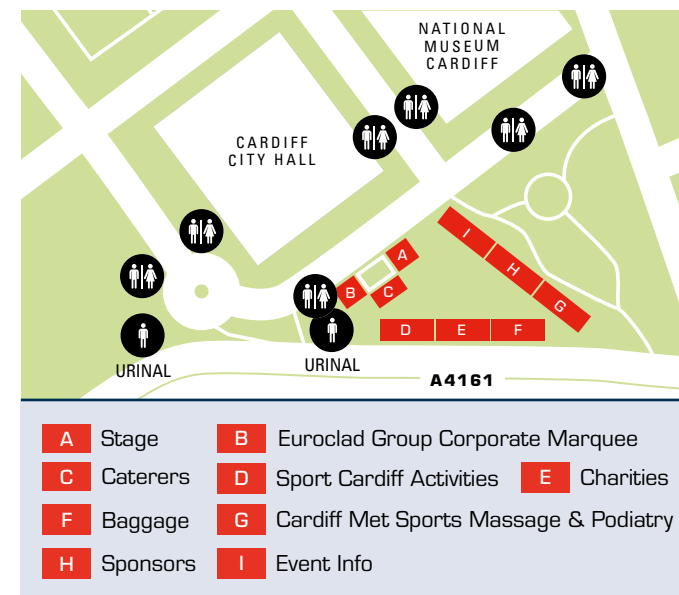 NATIONAL
MUSEUM
CARDIFF
CARDIFF
CITY HALL
A
I
B
C
H
G
D E F
URINAL
URINAL
A4161
A Stage B Euroclad Group Corporate Marquee
C Caterers D Sport Cardiff Activities E Charities
F Baggage G Cardiff Met Sports Massage & Podiatry
H Sponsors I Event Info